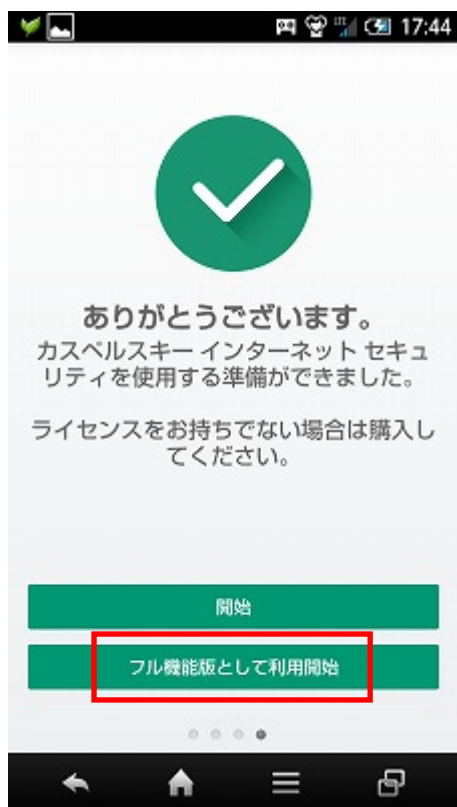 17:44
ありがとうございます。
カスペルスキー インターネット セキュ
リティを使用する準備ができました。
ライセンスをお持ちでない場合は購入し
てください。
開始
フル機能版として利用開始